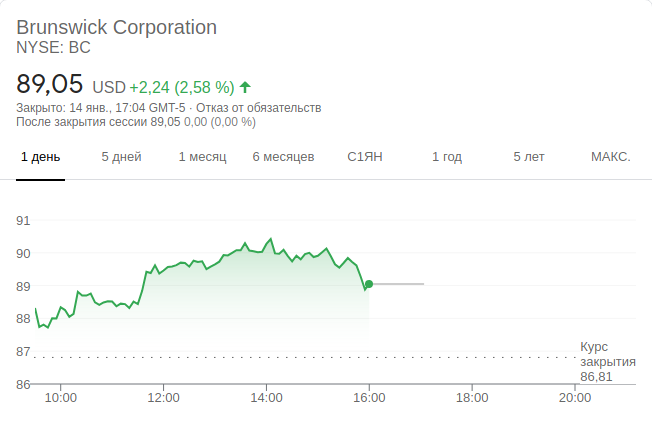 Brunswick Corporation
NYSE: BC
89,05 USD +2,24 (2,58 %)
Закрыто: 14 янв., 17:04 GMT-5 · Отказ от обязательств
После закрытия сессии 89,05 0,00 (0,00 %)
1 день 5 дней 1 месяц 6 месяцев С1ЯН 1 год 5 лет МАКС.
91
90
89
88
87
Курс
закрытия
86,81
86
10:00 12:00 14:00 16:00 18:00 20:00